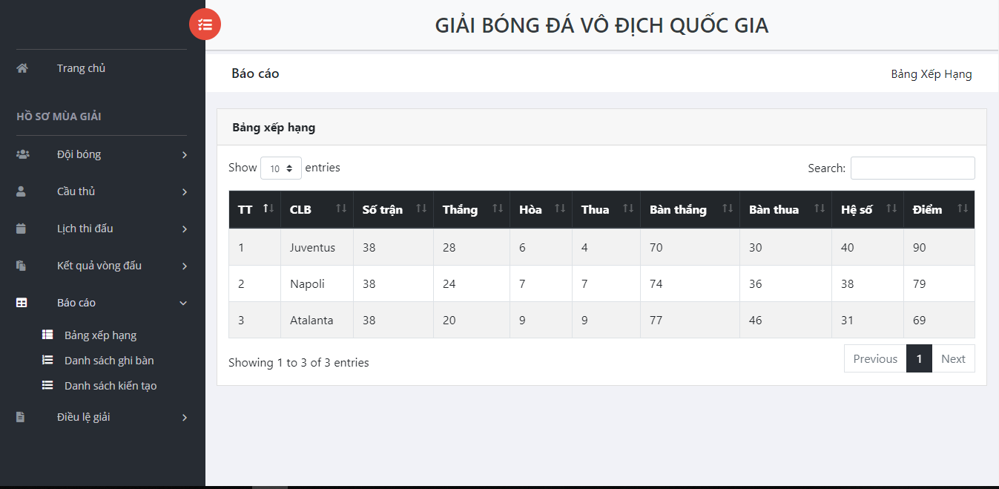 GIẢI BÓNG ĐÁ VÔ ĐỊCH QUỐC GIA
Trang chủ
HỒ SƠ MÙA GIẢI
Đội bóng
Cầu thủ
Lịch thi đấu
Kết quả vòng đấu
Báo cáo
Bảng xếp hạng
Danh sách ghi bàn
Danh sách kiến tạo
Điều lệ giải
Báo cáo Bảng Xếp Hạng
Bảng xếp hạng
Show 10 entries Search:
TT CLB Số trận Thắng Hòa Thua Bàn thắng Bàn thua Hệ số Điểm
1 Juventus 38 28 6 4 70 30 40 90
2 Napoli 38 24 7 7 74 36 38 79
3 Atalanta 38 20 9 9 77 46 31 69
Showing 1 to 3 of 3 entries Previous 1 Next